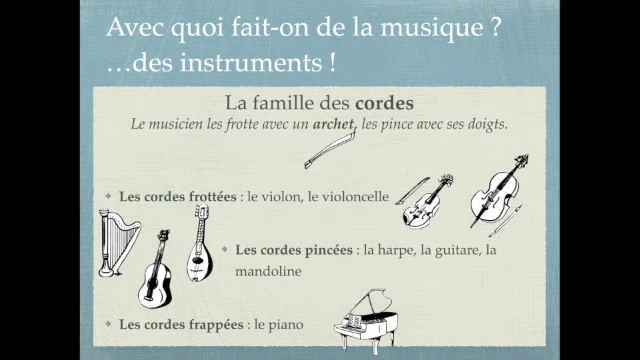 Avec quoi fait-on de la musique ?
…des instruments !
La famille des cordes
Le musicien les frotte avec un archet, les pince avec ses doigts.
Les cordes frottées : le violon, le violoncelle
Les cordes pincées : la harpe, la guitare, la
mandoline
Les cordes frappées : le piano